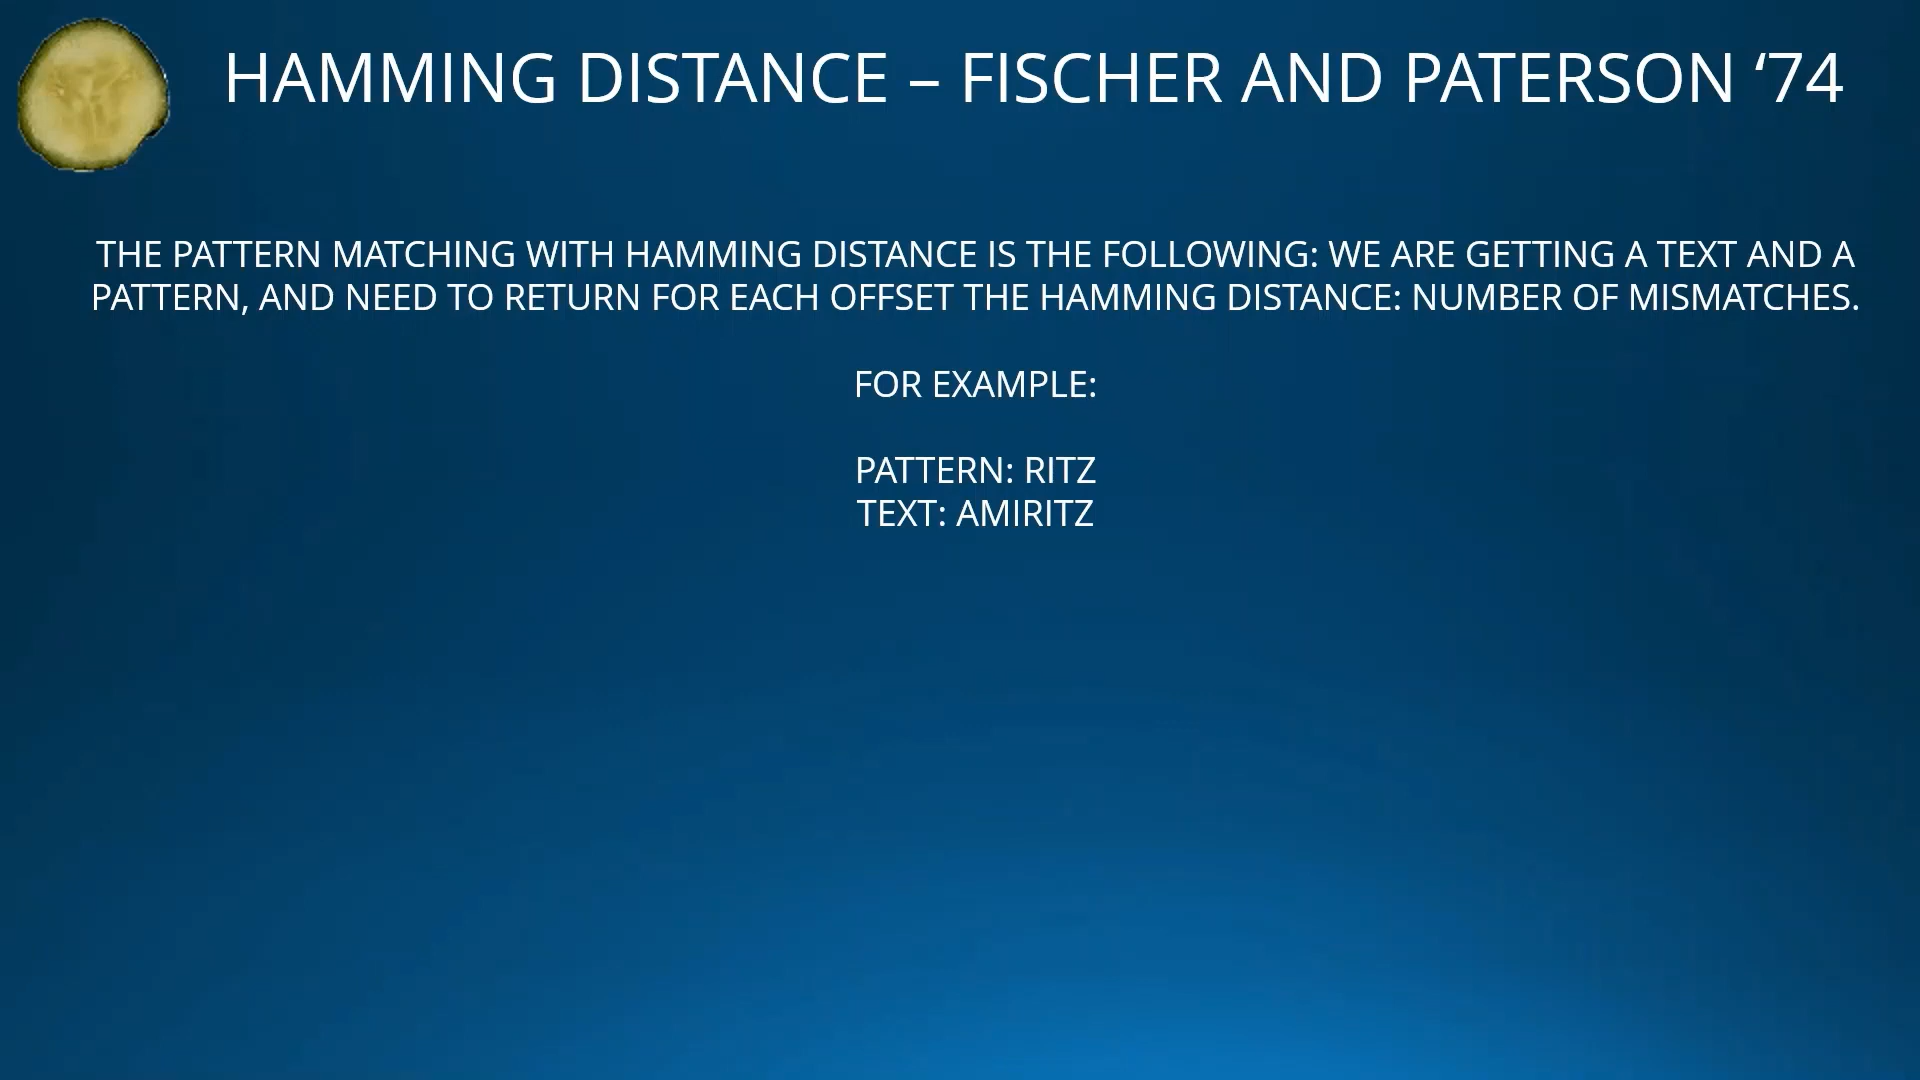 HAMMING DISTANCE – FISCHER AND PATERSON ‘74
THE PATTERN MATCHING WITH HAMMING DISTANCE IS THE FOLLOWING: WE ARE GETTING A TEXT AND A
PATTERN, AND NEED TO RETURN FOR EACH OFFSET THE HAMMING DISTANCE: NUMBER OF MISMATCHES.
FOR EXAMPLE:
PATTERN: RITZ
TEXT: AMIRITZ